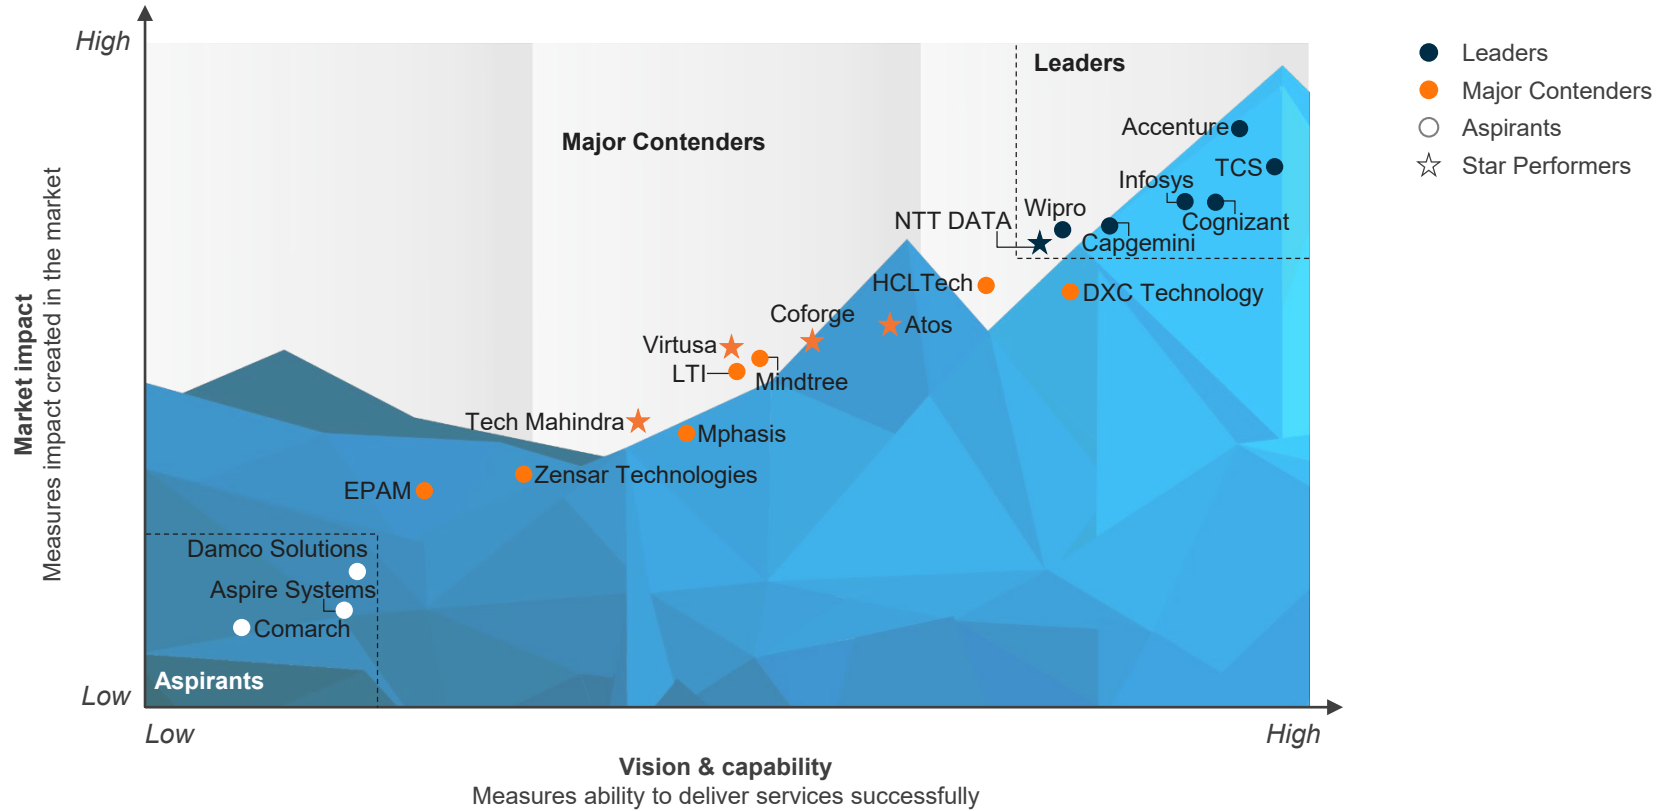 High
Leaders
Leaders
Major Contenders
Aspirants
Star Performers
Major Contenders
Accenture
TCS
Infosys
Cognizant
Wipro
NTT DATA
Capgemini
HCLTech
DXC Technology
Coforge
Atos
Virtusa
LTI
Mindtree
Tech Mahindra
Mphasis
Zensar Technologies
EPAM
Damco Solutions
Aspire Systems
Comarch
Aspirants
Market impact
Measures impact created in the market
Low
Low
High
Vision & capability
Measures ability to deliver services successfully